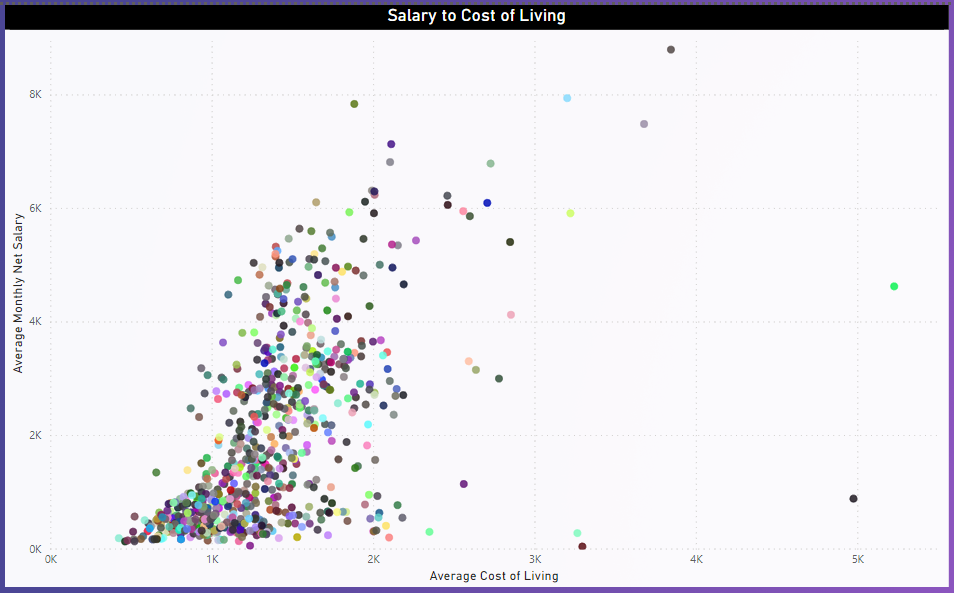 Salary to Cost of Living
8K
6K
4K
2K
0K
Average Monthly Net Salary
0K 1K 2K 3K 4K 5K
Average Cost of Living